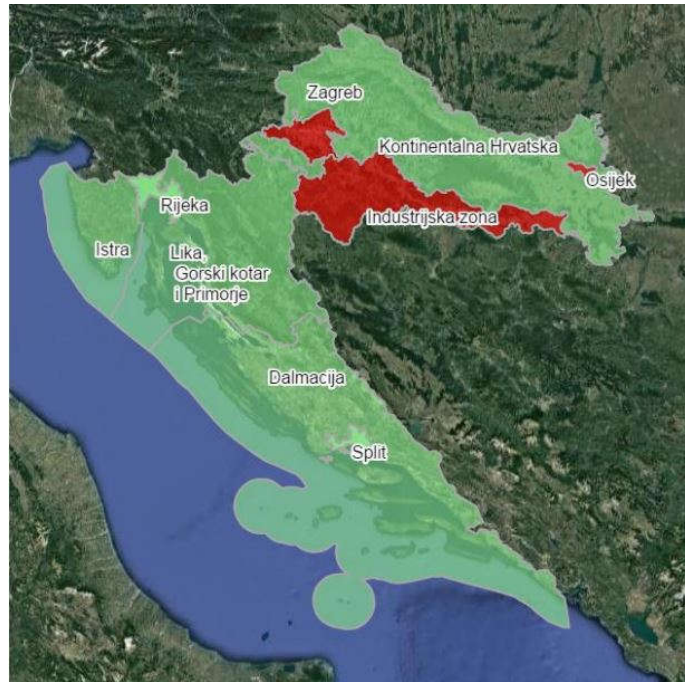 Zagreb
Kontinentalna Hrvatska
Osijek
Rijeka
Industrijska zona
Istra
Lika,
Gorski kotar
i Primorje
Dalmacija
Split